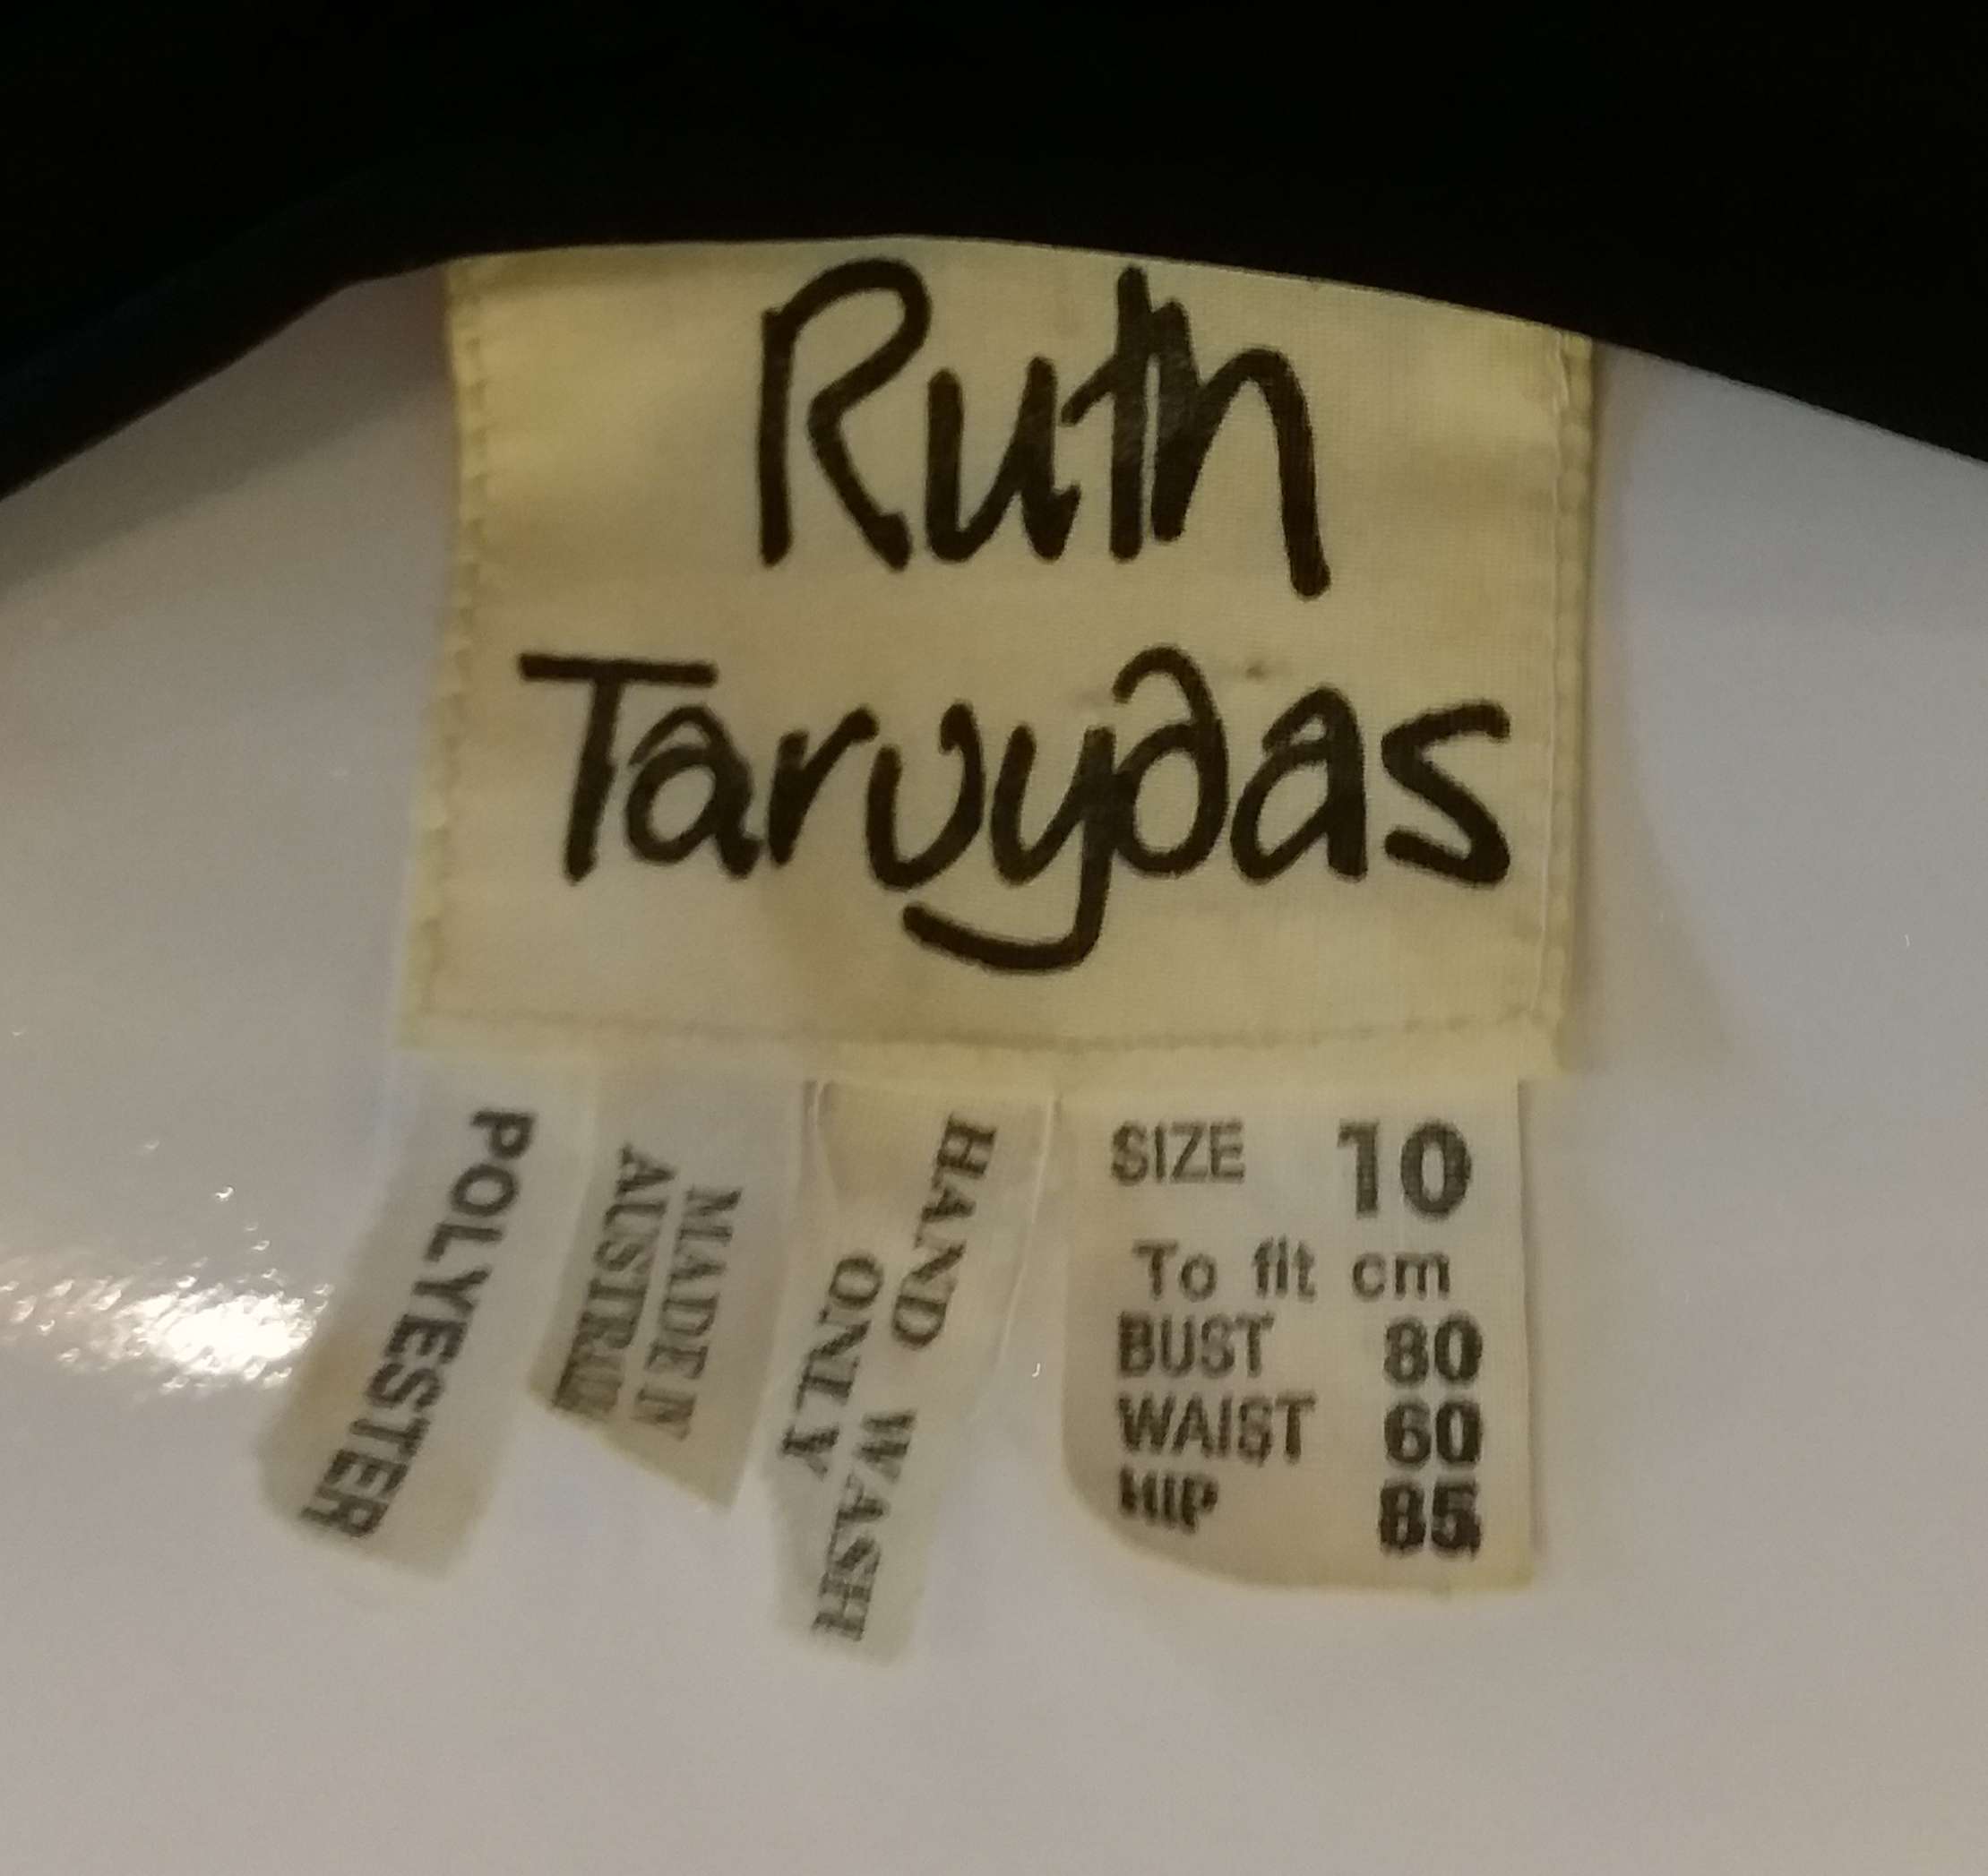 Ruth
Tarvydas
POLYESTER
MADE IN
AUSTRALIA
HAND WASH
ONLY
SIZE 10
To fit cm
BUST 80
WAIST 60
HIP 85